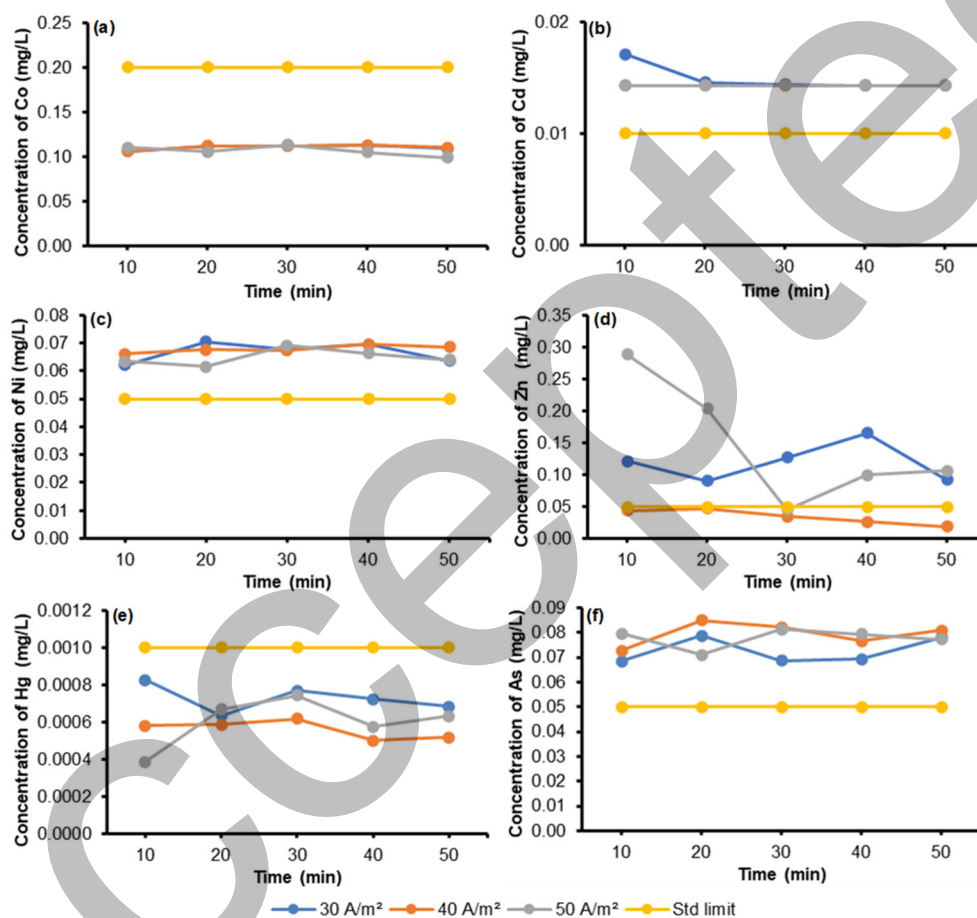 (a)
Concentration of Co (mg/L)
0.25
0.20
0.15
0.10
0.05
0.00
10 20 30 40 50
Time (min)
(b)
Concentration of Cd (mg/L)
0.02
0.01
0.00
10 20 30 40 50
Time (min)
(c)
Concentration of Ni (mg/L)
0.08
0.07
0.06
0.05
0.04
0.03
0.02
0.01
0.00
10 20 30 40 50
Time (min)
(d)
Concentration of Zn (mg/L)
0.35
0.30
0.25
0.20
0.15
0.10
0.05
0.00
10 20 30 40 50
Time (min)
(e)
Concentration of Hg (mg/L)
0.0012
0.0010
0.0008
0.0006
0.0004
0.0002
0.0000
10 20 30 40 50
Time (min)
(f)
Concentration of As (mg/L)
0.09
0.08
0.07
0.06
0.05
0.04
0.03
0.02
0.01
0.00
10 20 30 40 50
Time (min)
30 A/m² 40 A/m² 50 A/m² Std limit